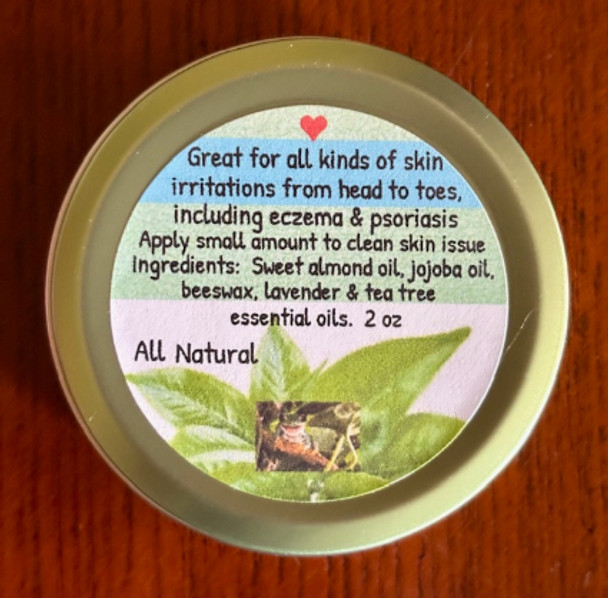 Great for all kinds of skin
irritations from head to toes,
including eczema & psoriasis
Apply small amount to clean skin issue
Ingredients: Sweet almond oil, jojoba oil,
beeswax, lavender & tea tree
essential oils. 2 oz
All Natural